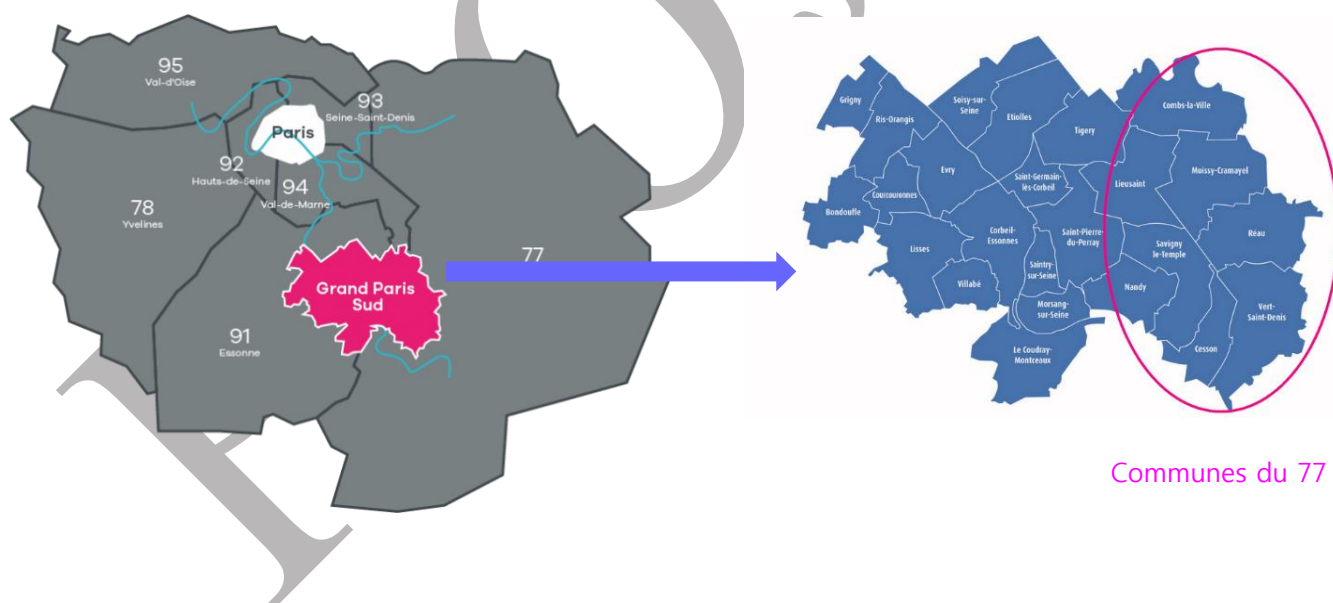 95
Val-d'Oise
93
Seine-Saint-Denis
Paris
92
Hauts-de-Seine
94
Val-de-Marne
78
Yvelines
77
Grand Paris
Sud
91
Essonne
Grigny
Ris-Orangis
Soisy-sur-
Seine
Etiolles
Tigery
Combs-la-Ville
Evry
Saint-Germain-
lès-Corbeil
Lieusaint
Moissy-Cramayel
Courcouronnes
Bondoufle
Lisses
Corbeil-
Essonnes
Saint-Pierre-
du-Perray
Savigny
le-Temple
Réau
Villabé
Saintry-
sur-Seine
Nandy
Morsang-
sur-Seine
Vert-
Saint-Denis
Le Coudray-
Montceaux
Cesson
Communes du 77